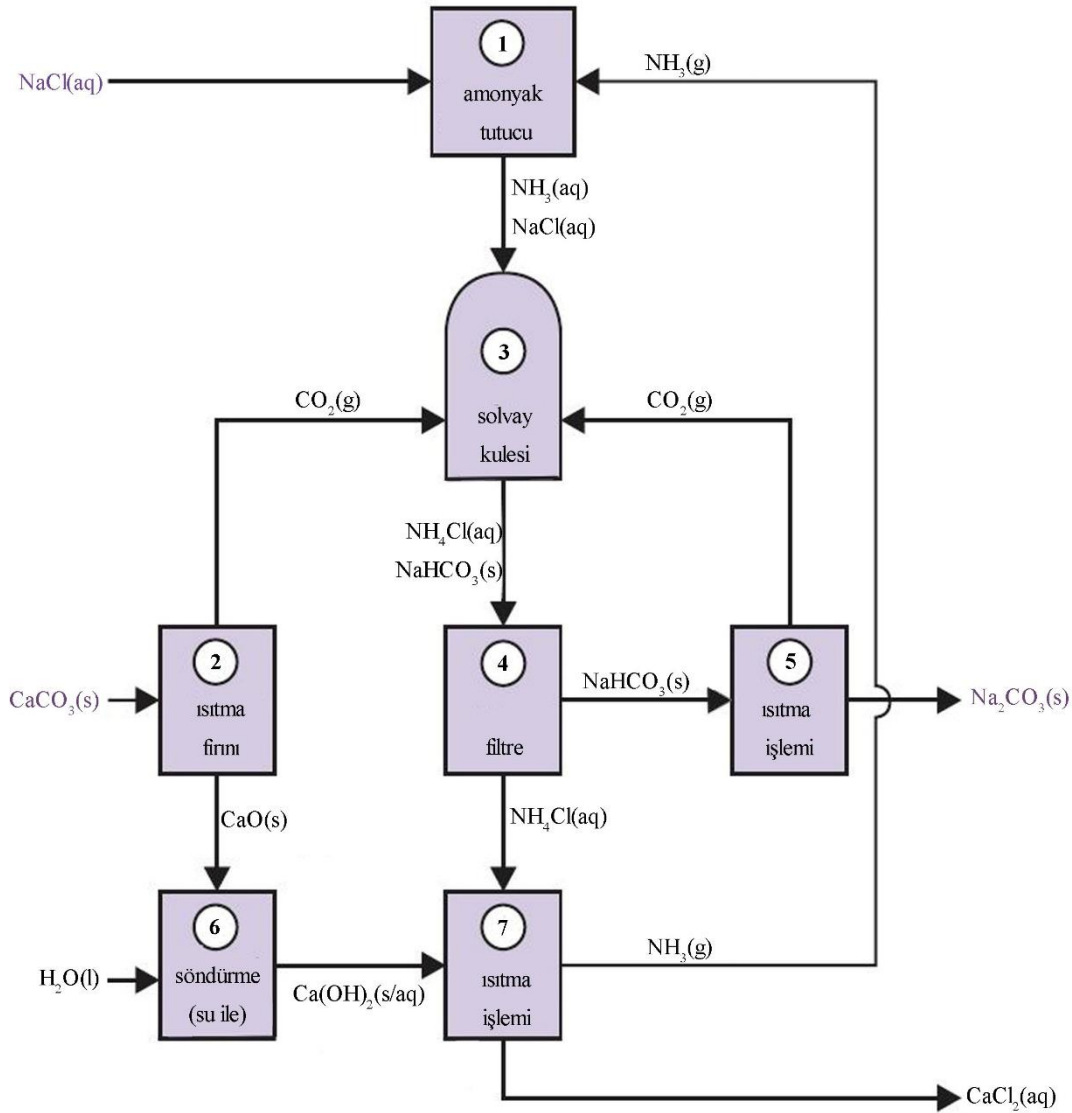 1
amonyak
tutucu
NaCl(aq)
NH₃(g)
NH₃(aq)
NaCl(aq)
3
solvay
kulesi
CO₂(g)
CO₂(g)
NH₄Cl(aq)
NaHCO₃(s)
2
ısıtma
fırını
CaCO₃(s)
4
filtre
NaHCO₃(s)
5
ısıtma
işlemi
Na₂CO₃(s)
CaO(s)
NH₄Cl(aq)
6
söndürme
(su ile)
H₂O(l)
Ca(OH)₂(s/aq)
7
ısıtma
işlemi
NH₃(g)
CaCl₂(aq)